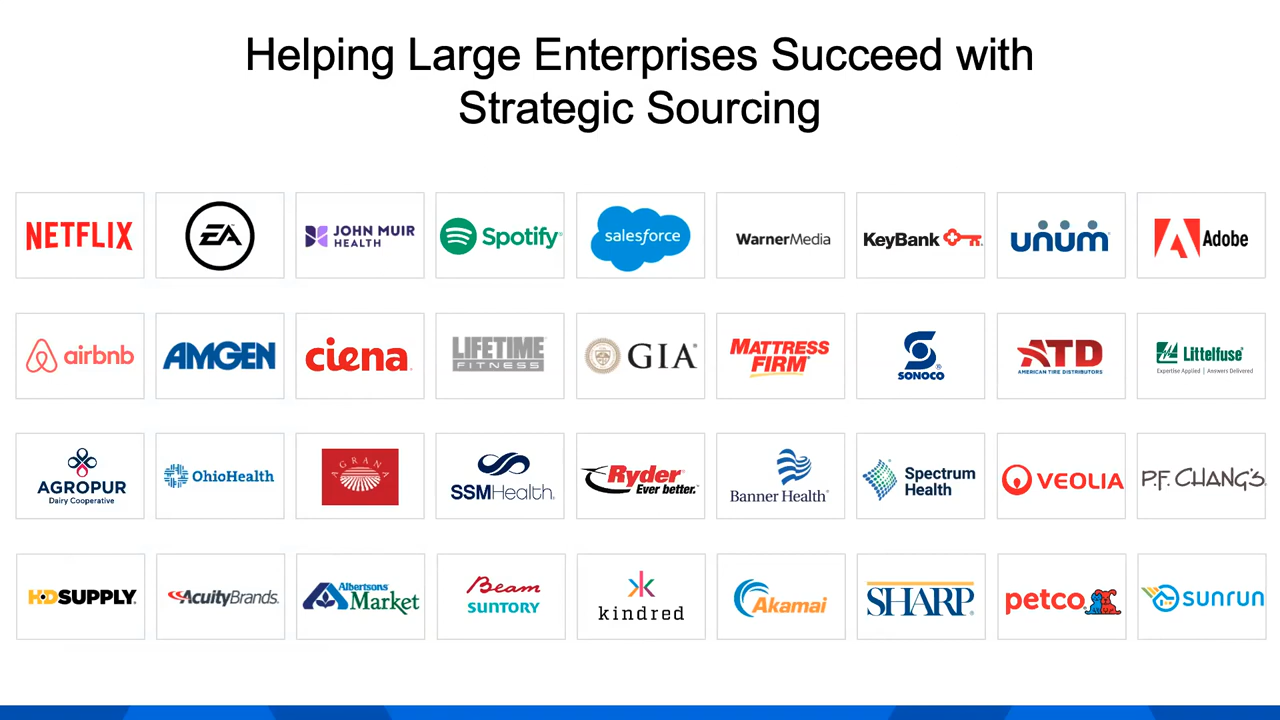 Helping Large Enterprises Succeed with
Strategic Sourcing
NETFLIX
EA
JOHN MUIR
HEALTH
Spotify®
salesforce
WarnerMedia
KeyBank
unum®
Adobe
airbnb
AMGEN
ciena.
LIFETIME
FITNESS
GIA®
MATTRESS
FIRM
SONOCO
ATD
AMERICAN TIRE DISTRIBUTORS
Littelfuse®
Expertise Applied | Answers Delivered
AGROPUR
Dairy Cooperative
OhioHealth
AGRANA
SSMHealth.
Ryder
Ever better.
Banner Health®
Spectrum
Health
VEOLIA
P.F. CHANG'S
HD SUPPLY
AcuityBrands.
Albertsons
Market
Beam
SUNTORY
kindred
Akamai
SHARP®
petco
sunrun